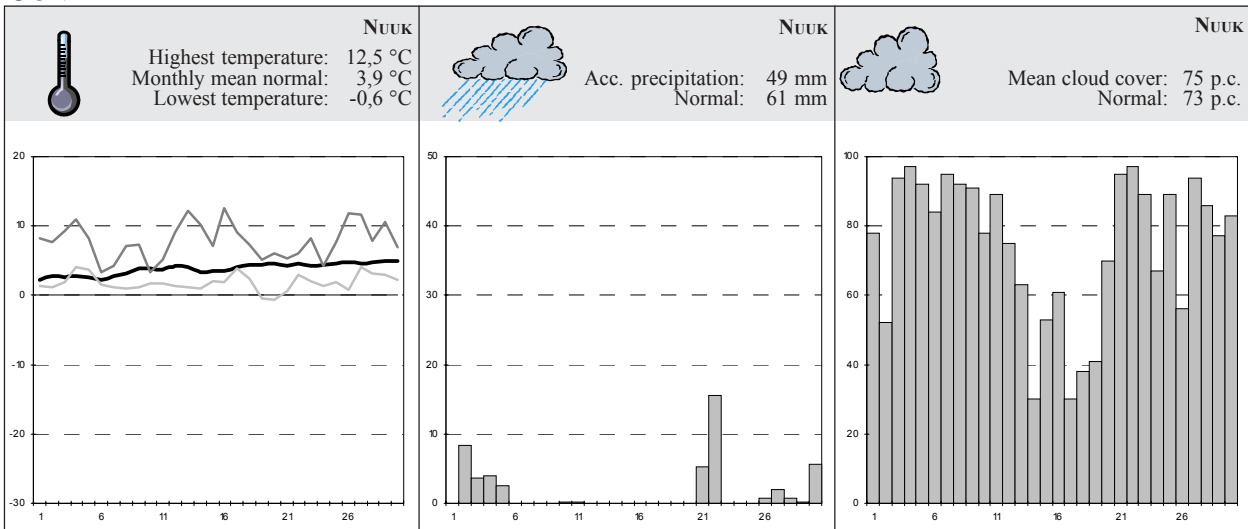 NUUK
Highest temperature: 12,5 °C
Monthly mean normal: 3,9 °C
Lowest temperature: -0,6 °C
20
10
0
-10
-20
-30
1 6 11 16 21 26
NUUK
Acc. precipitation: 49 mm
Normal: 61 mm
50
40
30
20
10
0
1 6 11 16 21 26
NUUK
Mean cloud cover: 75 p.c.
Normal: 73 p.c.
100
80
60
40
20
0
1 6 11 16 21 26